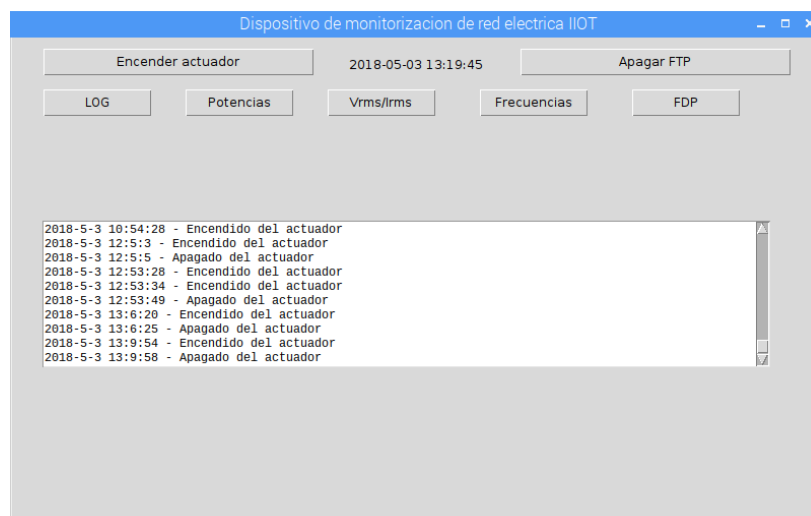 Dispositivo de monitorizacion de red electrica IIOT
Encender actuador 2018-05-03 13:19:45 Apagar FTP
LOG Potencias Vrms/Irms Frecuencias FDP
2018-5-3 10:54:28 - Encendido del actuador
2018-5-3 12:5:3 - Encendido del actuador
2018-5-3 12:5:5 - Apagado del actuador
2018-5-3 12:53:28 - Encendido del actuador
2018-5-3 12:53:34 - Encendido del actuador
2018-5-3 12:53:49 - Apagado del actuador
2018-5-3 13:6:20 - Encendido del actuador
2018-5-3 13:6:25 - Apagado del actuador
2018-5-3 13:9:54 - Encendido del actuador
2018-5-3 13:9:58 - Apagado del actuador